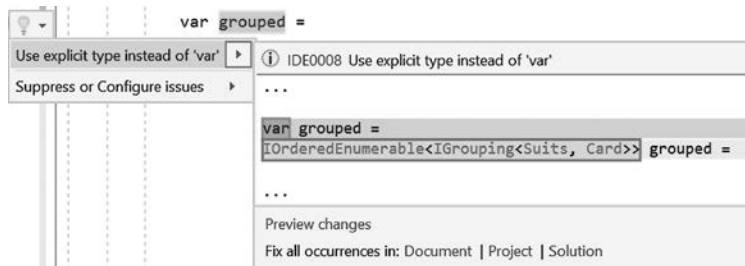 var grouped =
Use explicit type instead of 'var'
IDE0008 Use explicit type instead of 'var'
Suppress or Configure issues
...
var grouped =
IOrderedEnumerable<IGrouping<Suits, Card>> grouped =
...
Preview changes
Fix all occurrences in: Document | Project | Solution